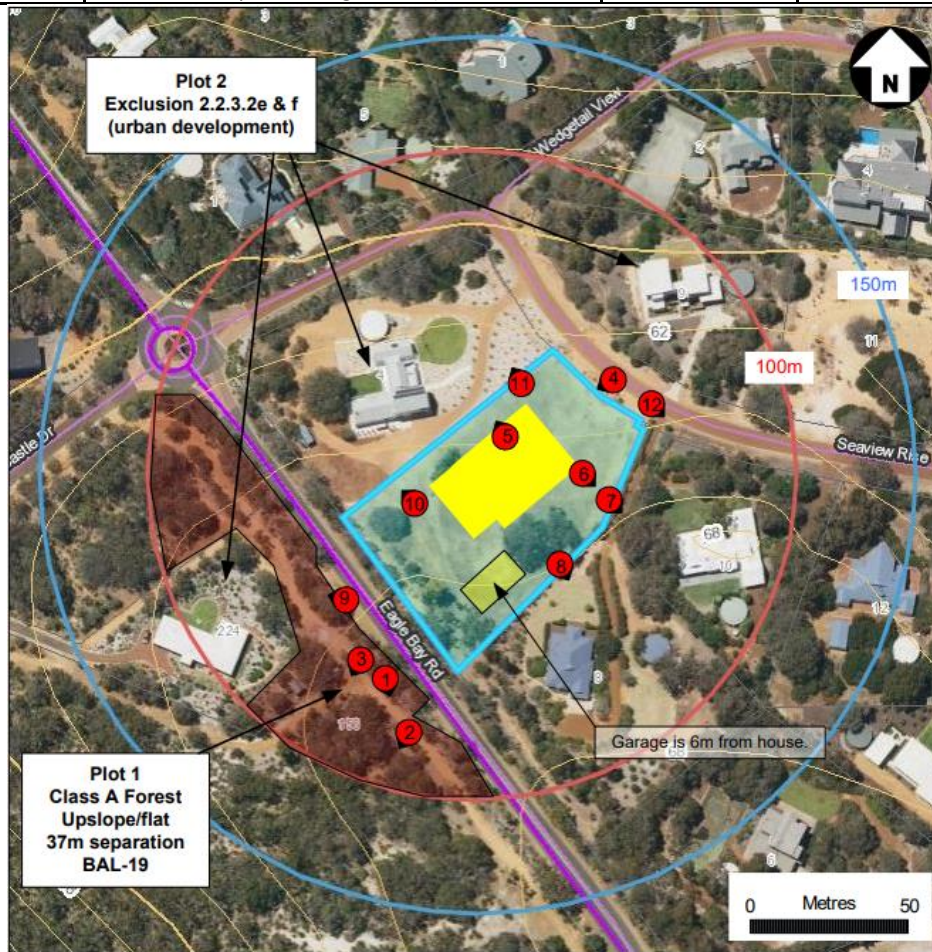 N
Plot 2
Exclusion 2.2.3.2e & f
(urban development)
Wedgetail View
150m
62
11
100m
11
4
12
Seaview Rise
5
6
10
7
68
10
8
12
224
9
Eagle Bay Rd
3
1
2
Garage is 6m from house.
Plot 1
Class A Forest
Upslope/flat
37m separation
BAL-19
0 Metres 50